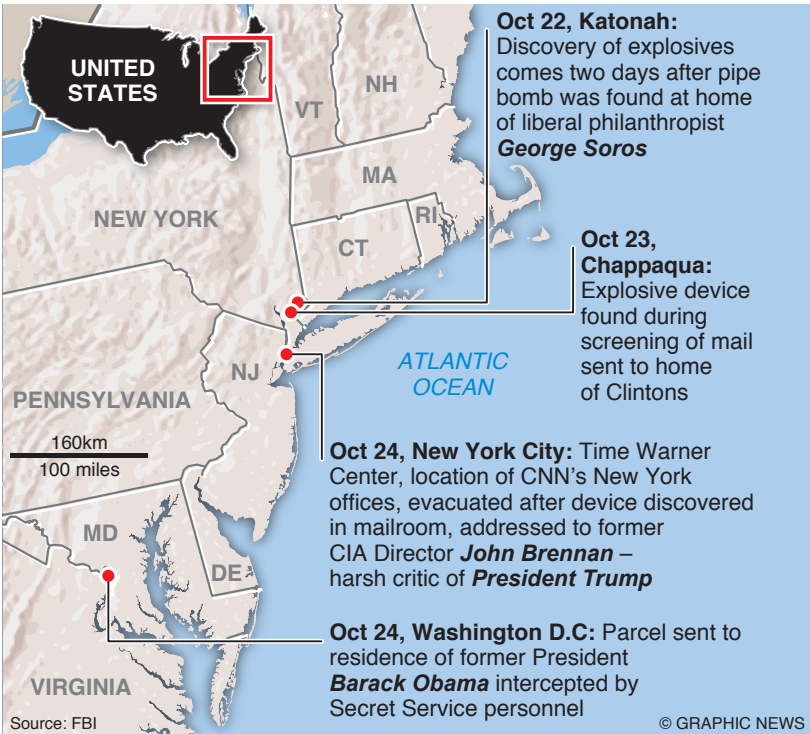 UNITED
STATES
VT
NH
MA
NEW YORK
RI
CT
NJ
PENNSYLVANIA
160km
100 miles
MD
DE
VIRGINIA
ATLANTIC
OCEAN
Oct 22, Katonah:
Discovery of explosives
comes two days after pipe
bomb was found at home
of liberal philanthropist
George Soros
Oct 23,
Chappaqua:
Explosive device
found during
screening of mail
sent to home
of Clintons
Oct 24, New York City: Time Warner
Center, location of CNN’s New York
offices, evacuated after device discovered
in mailroom, addressed to former
CIA Director John Brennan –
harsh critic of President Trump
Oct 24, Washington D.C: Parcel sent to
residence of former President
Barack Obama intercepted by
Secret Service personnel
Source: FBI
© GRAPHIC NEWS